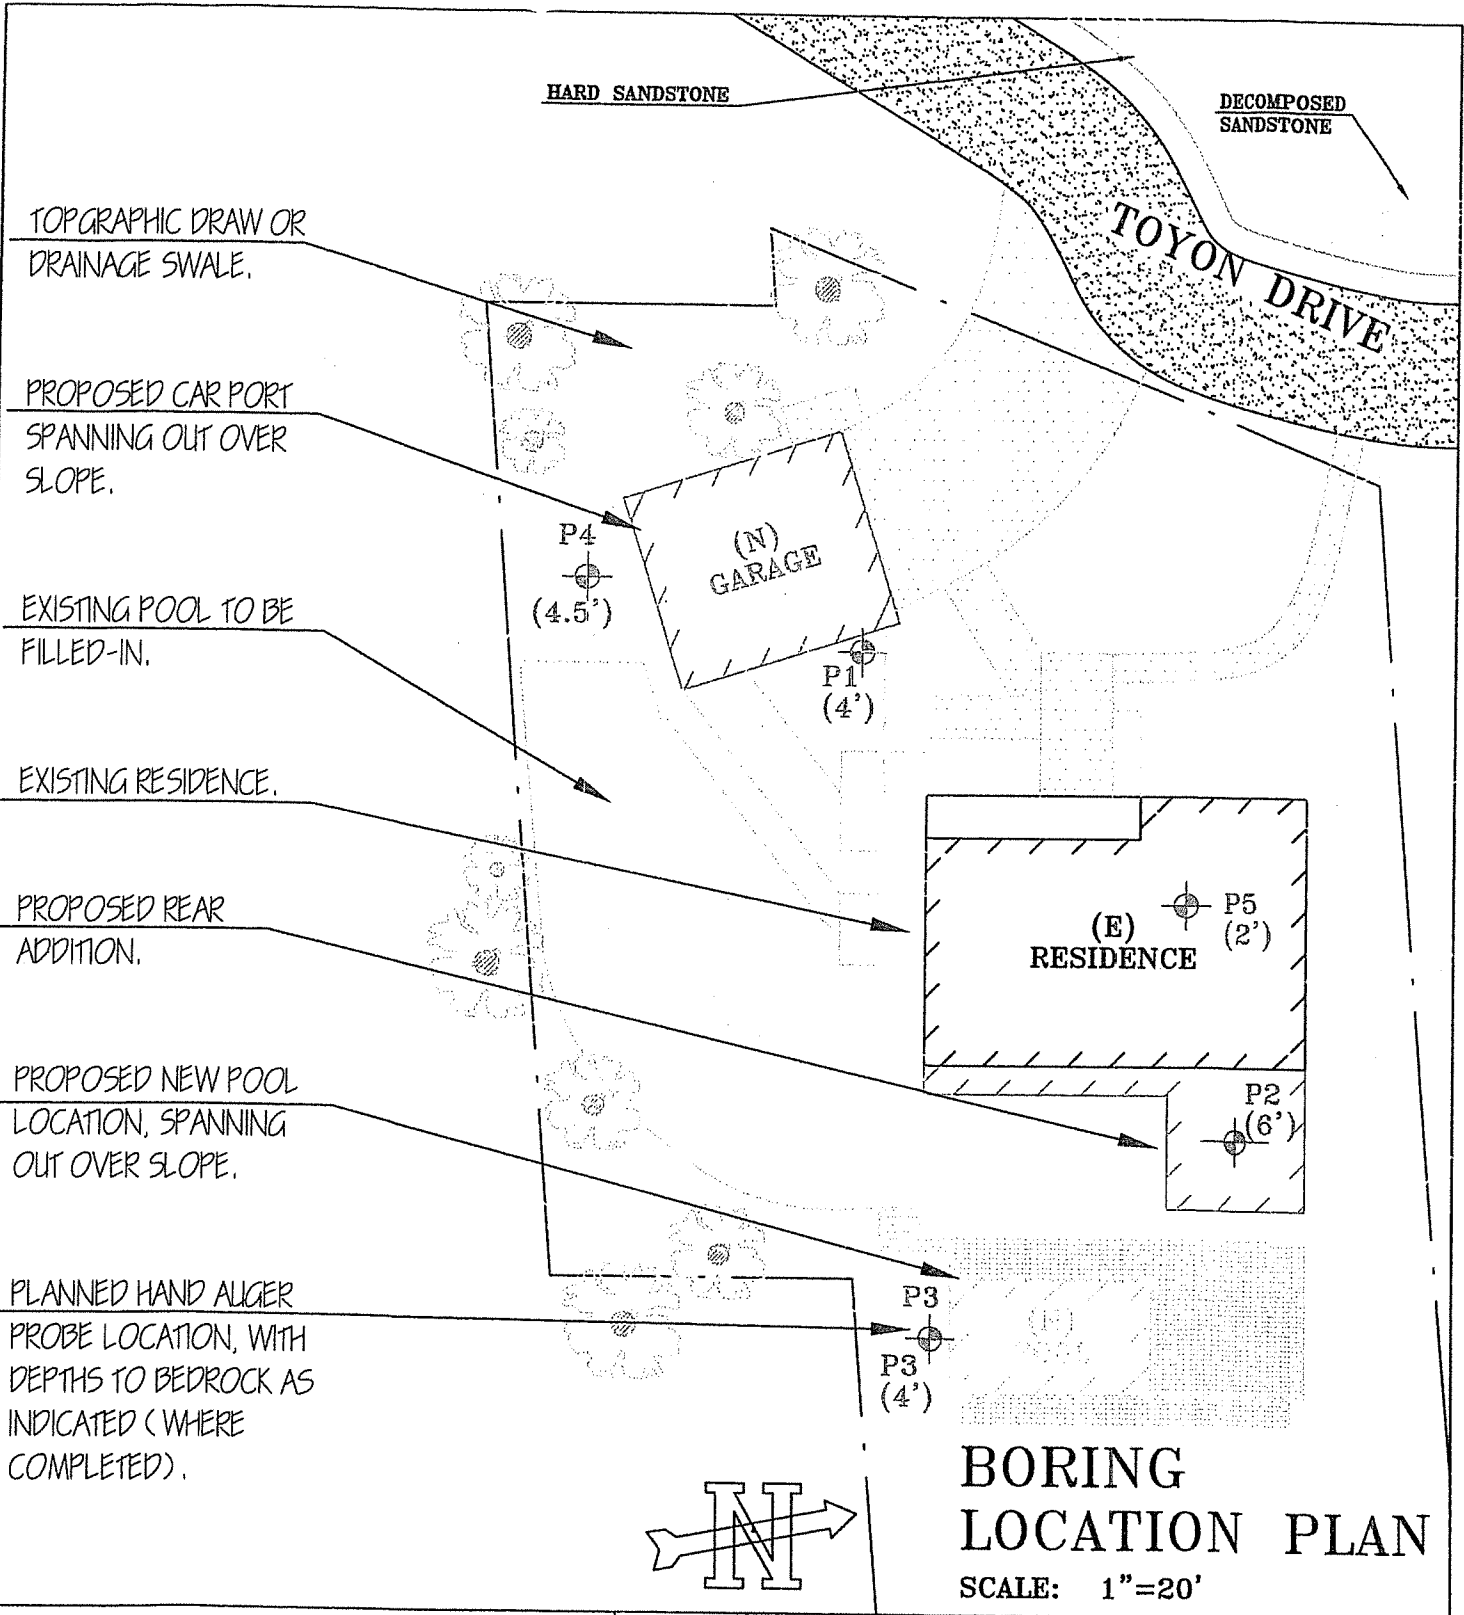 HARD SANDSTONE
DECOMPOSED
SANDSTONE
TOYON DRIVE
TOPGRAPHIC DRAW OR
DRAINAGE SWALE.
PROPOSED CAR PORT
SPANNING OUT OVER
SLOPE.
P4
(4.5')
(N)
GARAGE
P1
(4')
EXISTING POOL TO BE
FILLED-IN.
EXISTING RESIDENCE.
(E)
RESIDENCE
P5
(2')
PROPOSED REAR
ADDITION.
P2
(6')
PROPOSED NEW POOL
LOCATION, SPANNING
OUT OVER SLOPE.
PLANNED HAND AUGER
PROBE LOCATION, WITH
DEPTHS TO BEDROCK AS
INDICATED (WHERE
COMPLETED).
P3
P3
(4')
N
BORING
LOCATION PLAN
SCALE: 1"=20'